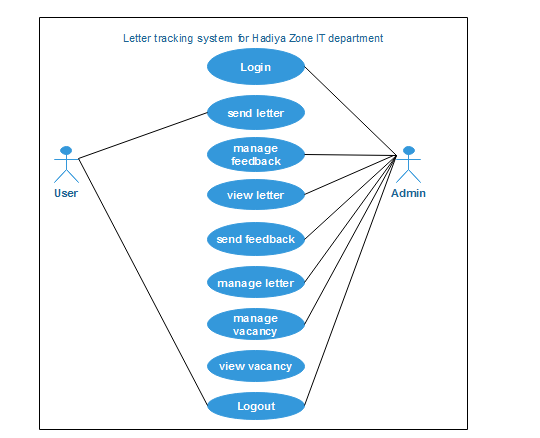 Letter tracking system for Hadiya Zone IT department
Login
send letter
manage
feedback
view letter
send feedback
manage letter
manage
vacancy
view vacancy
Logout
User
Admin